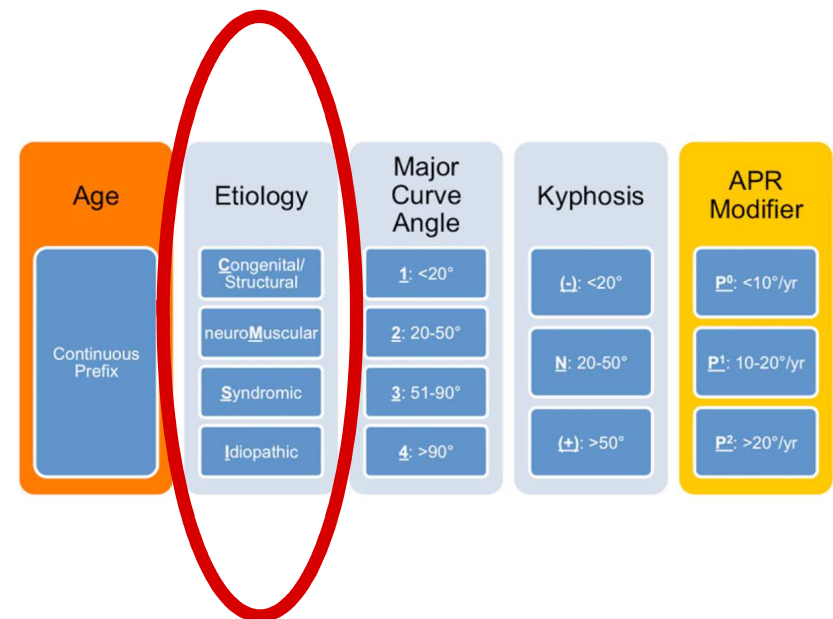 Age
Continuous
Prefix
Etiology
Congenital/
Structural
neuroMuscular
Syndromic
Idiopathic
Major
Curve
Angle
1: <20°
2: 20-50°
3: 51-90°
4: >90°
Kyphosis
(-): <20°
N: 20-50°
(+): >50°
APR
Modifier
P⁰: <10°/yr
P¹: 10-20°/yr
P²: >20°/yr